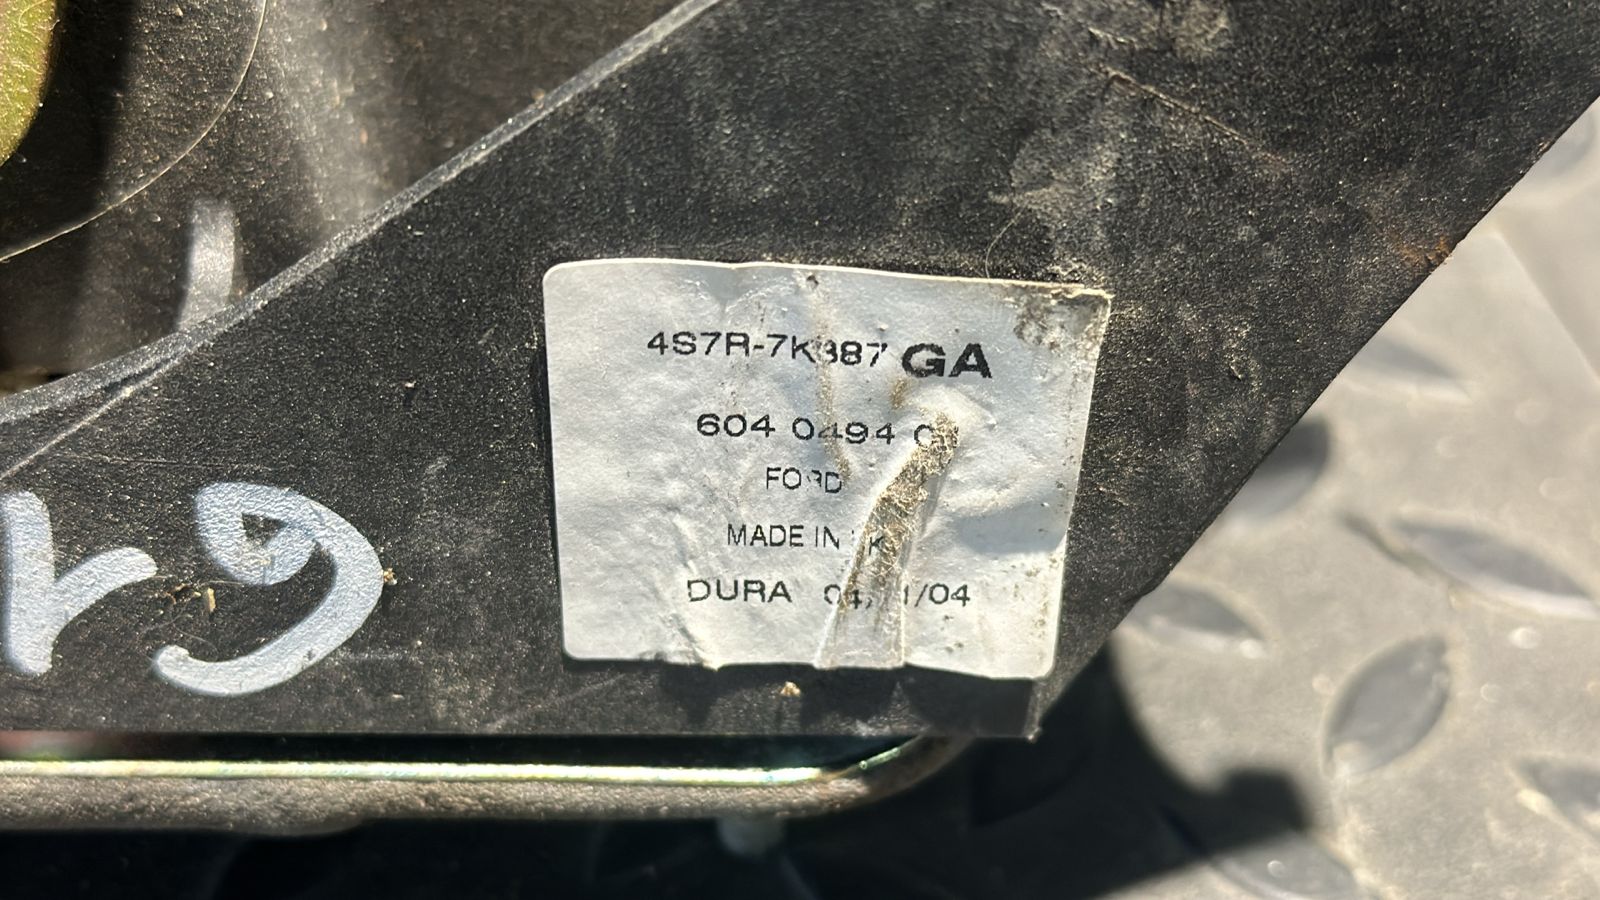 4S7R-7K387 GA
604 0494
FORD
MADE IN
DURA